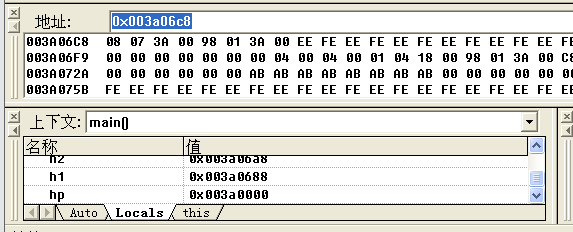 地址: 0x003a06c8
003A06C8 08 07 3A 00 98 01 3A 00 EE FE EE FE EE FE EE FE EE FE EE FE EE FE EE
003A06F9 00 00 00 00 00 00 00 04 00 04 00 01 04 18 00 98 01 3A 00 C8
003A072A 00 00 00 00 00 00 AB AB AB AB AB AB AB AB 00 00 00 00 00 00
003A075B FE EE FE EE FE EE FE EE FE EE FE EE FE EE FE EE FE EE FE EE
上下文: main()
名称 值
h2 0x003a06a8
h1 0x003a0688
hp 0x003a0000
Auto Locals this